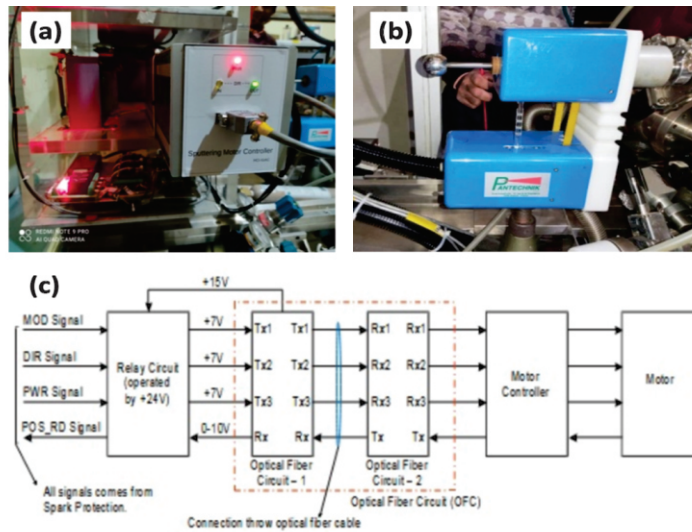 (a)
Sputtering Motor Controller
REDMI NOTE 9 PRO
AI QUAD CAMERA
(b)
PANTECHNIK
(c)
+15V
MOD Signal
DIR Signal
PWR Signal
POS_RD Signal
Relay Circuit
(operated
by +24V)
+7V
+7V
+7V
0-10V
Tx1 Tx1
Tx2 Tx2
Tx3 Tx3
Rx Rx
Rx1 Rx1
Rx2 Rx2
Rx3 Rx3
Tx Tx
Motor
Controller
Motor
Optical Fiber
Circuit – 1
Optical Fiber
Circuit – 2
Optical Fiber Circuit (OFC)
All signals comes from
Spark Protection.
Connection throw optical fiber cable